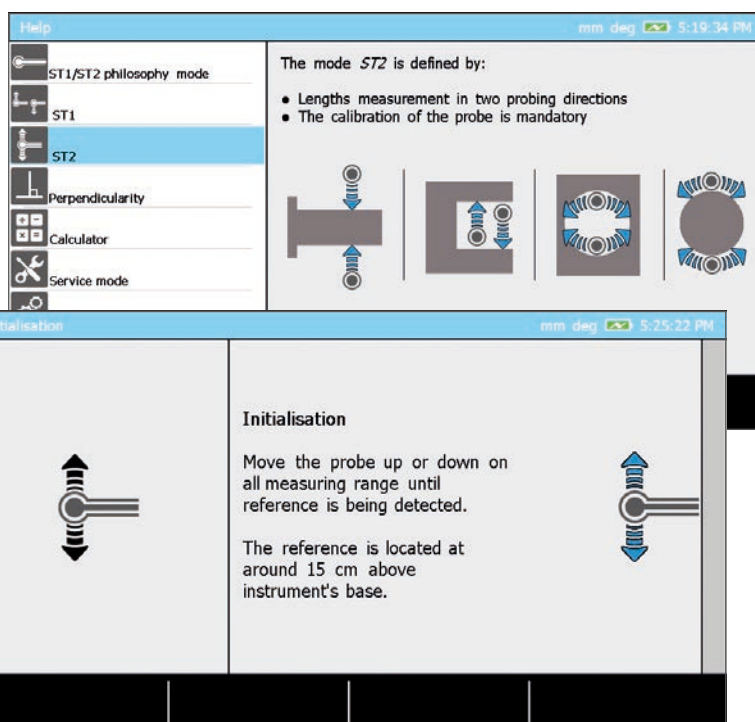 Help
mm deg 5:19:34 PM
ST1/ST2 philosophy mode
ST1
ST2
Perpendicularity
Calculator
Service mode
The mode ST2 is defined by:
• Lengths measurement in two probing directions
• The calibration of the probe is mandatory
tialisation
mm deg 5:25:22 PM
Initialisation
Move the probe up or down on
all measuring range until
reference is being detected.
The reference is located at
around 15 cm above
instrument's base.